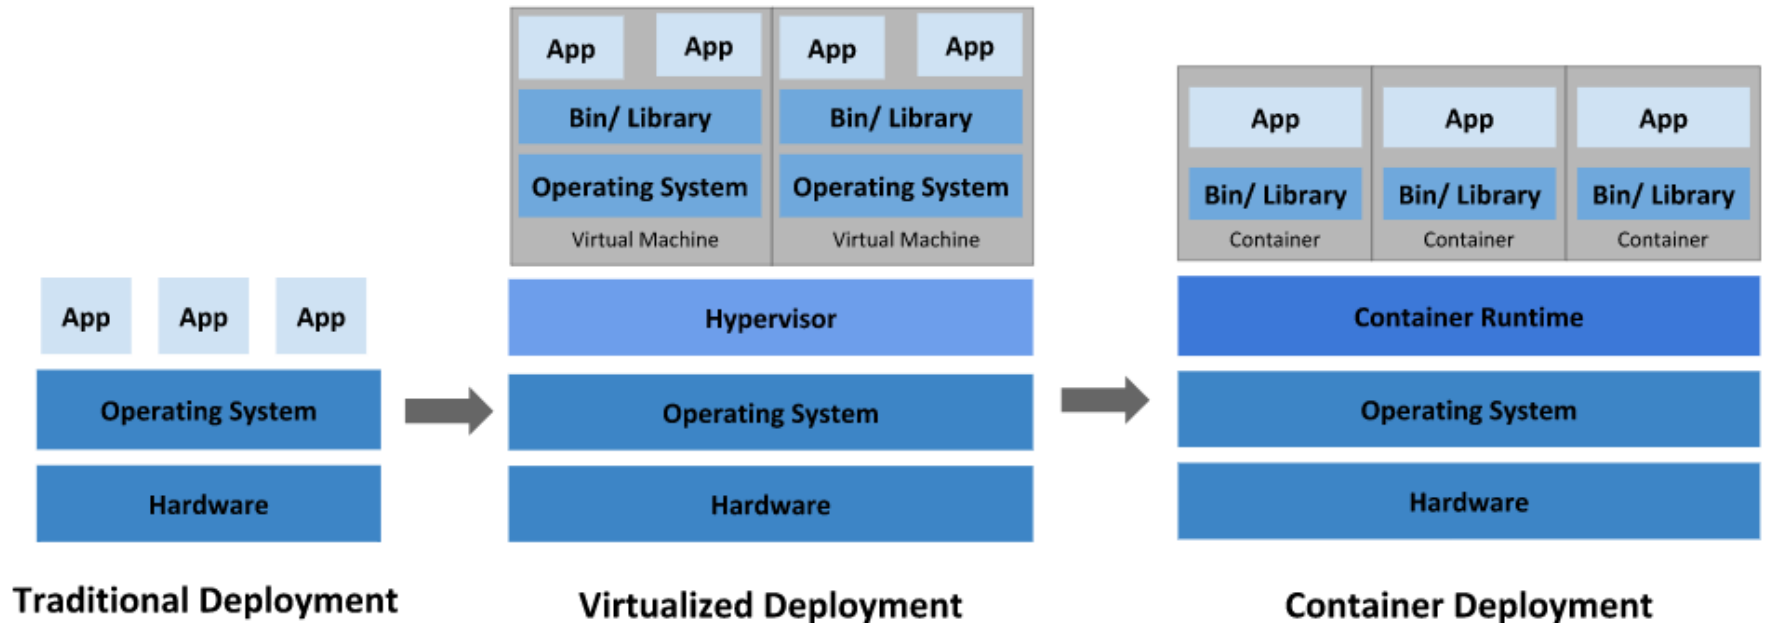 App App App
Operating System
Hardware
Traditional Deployment
App App App App
Bin/ Library Bin/ Library
Operating System Operating System
Virtual Machine Virtual Machine
Hypervisor
Operating System
Hardware
Virtualized Deployment
App App App
Bin/ Library Bin/ Library Bin/ Library
Container Container Container
Container Runtime
Operating System
Hardware
Container Deployment